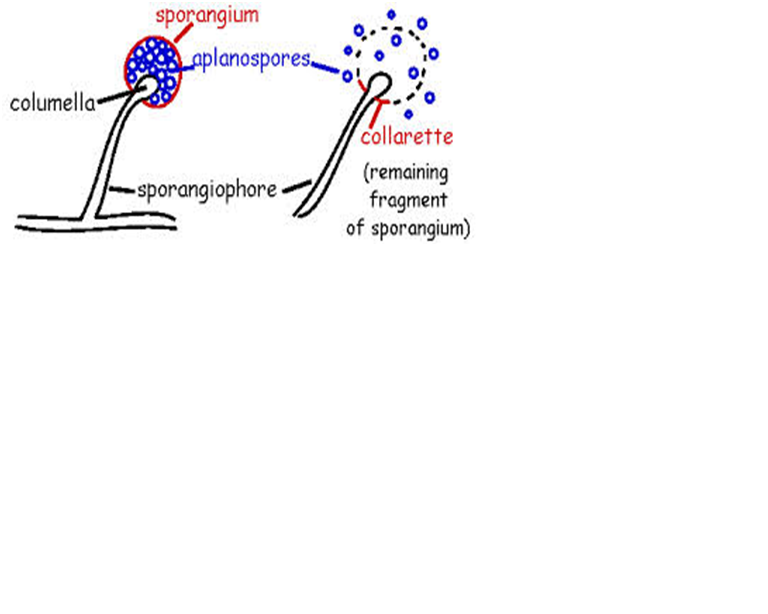 sporangium
aplanospores
columella
collarette
sporangiophore
(remaining
fragment
of sporangium)